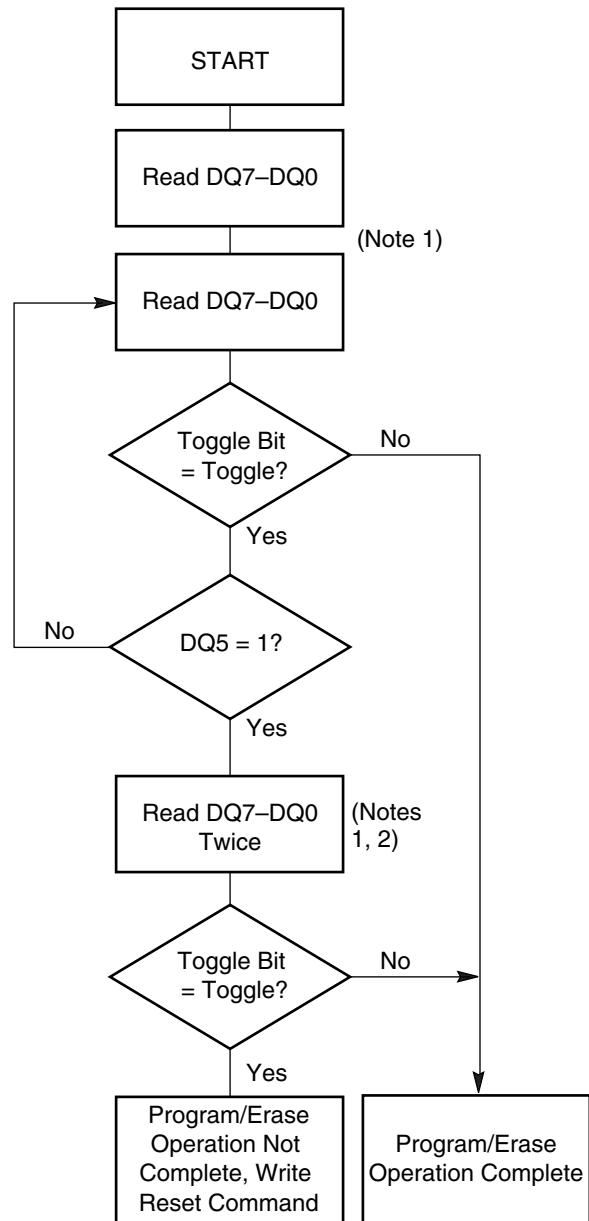 START
Read DQ7–DQ0
(Note 1)
Read DQ7–DQ0
Toggle Bit
= Toggle?
No
Yes
No
DQ5 = 1?
Yes
Read DQ7–DQ0
Twice
(Notes
1, 2)
Toggle Bit
= Toggle?
No
Yes
Program/Erase
Operation Not
Complete, Write
Reset Command
Program/Erase
Operation Complete